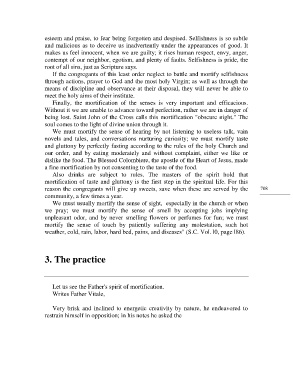 esteem and praise, to fear being forgotten and despised. Selfishness is so subtle
and malicious as to deceive us inadvertently under the appearances of good. It
makes us feel innocent, when we are guilty; it rises human respect, envy, anger,
contempt of our neighbor, egotism, and plenty of faults. Selfishness is pride, the
root of all sins, just as Scripture says.
If the congregants of this least order neglect to battle and mortify selfishness
through actions, prayer to God and the most holy Virgin; as well as through the
means of discipline and observance at their disposal, they will never be able to
meet the holy aims of their institute.
Finally, the mortification of the senses is very important and efficacious.
Without it we are unable to advance toward perfection, or rather we are in danger of
being lost. Saint John of the Cross calls this mortification "obscure night." The
soul comes to the light of divine union through it.
We must mortify the sense of hearing by not listening to useless talk, vain
novels and tales, and conversations nurturing curiosity; we must mortify taste
and gluttony by perfectly fasting according to the rules of the holy Church and
our order, and by eating moderately and without complaint, either we like or
dislike the food. The Blessed Colombière, the apostle of the Heart of Jesus, made
a fine mortification by not consenting to the taste of the food.
Also drinks are subject to rules. The masters of the spirit hold that
mortification of taste and gluttony is the first step in the spiritual life. For this
reason the congregants will give up sweets, save when these are served by the
community, a few times a year.
We must usually mortify the sense of sight, especially in the church or when
we pray; we must mortify the sense of smell by accepting jobs implying
unpleasant odor, and by never smelling flowers or perfumes for fun; we must
mortify the sense of touch by patiently suffering any molestation, such hot
weather, cold, rain, labor, hard bed, pains, and diseases" (S.C. Vol. 10, page 186).
768
3. The practice
Let us see the Father's spirit of mortification.
Writes Father Vitale,
Very brisk and inclined to energetic creativity by nature, he endeavored to
restrain himself in opposition; in his notes he asked the